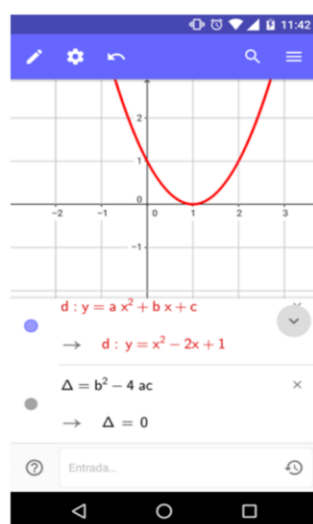 11:42
2
1
0
-2 -1 0 1 2 3
-1
d : y = a x² + b x + c
→ d : y = x² − 2x + 1
Δ = b² − 4 ac
→ Δ = 0
Entrada...